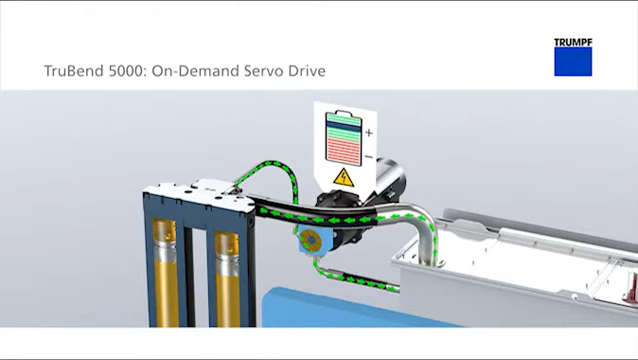 TRUMPF
TruBend 5000: On-Demand Servo Drive
+
−